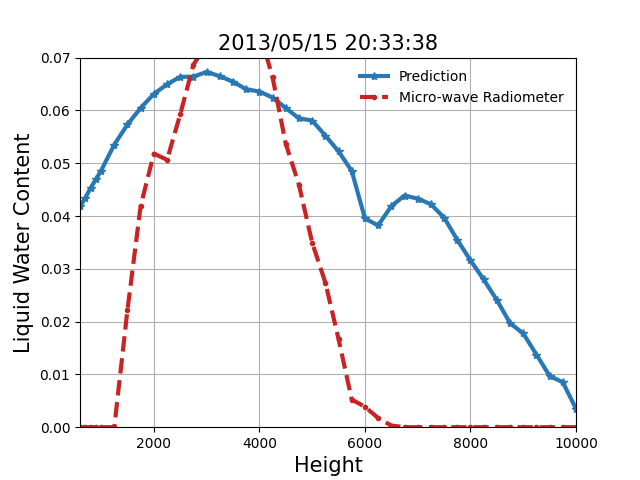 2013/05/15 20:33:38
Prediction
Micro-wave Radiometer
Liquid Water Content
0.07
0.06
0.05
0.04
0.03
0.02
0.01
0.00
2000 4000 6000 8000 10000
Height